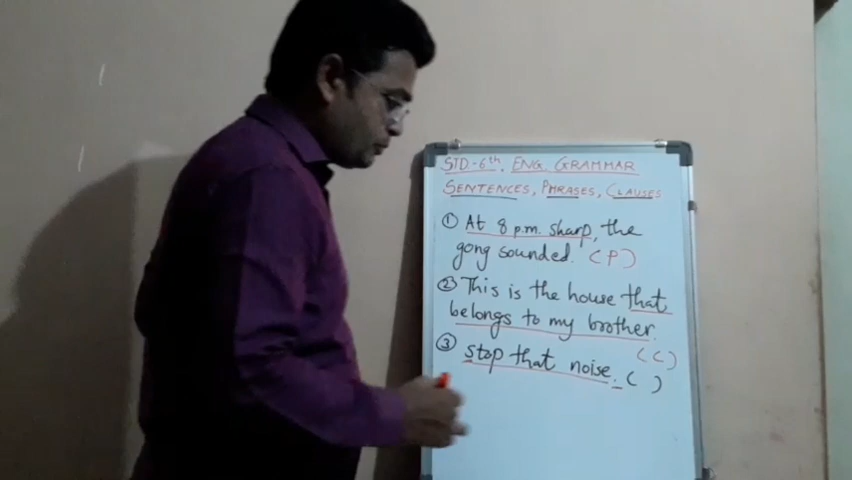 STD-6th. ENG. GRAMMAR
SENTENCES, PHRASES, CLAUSES
① At 8 p.m. sharp, the
gong sounded. (P)
② This is the house that
belongs to my brother.
(C)
③ Stop that noise. ( )